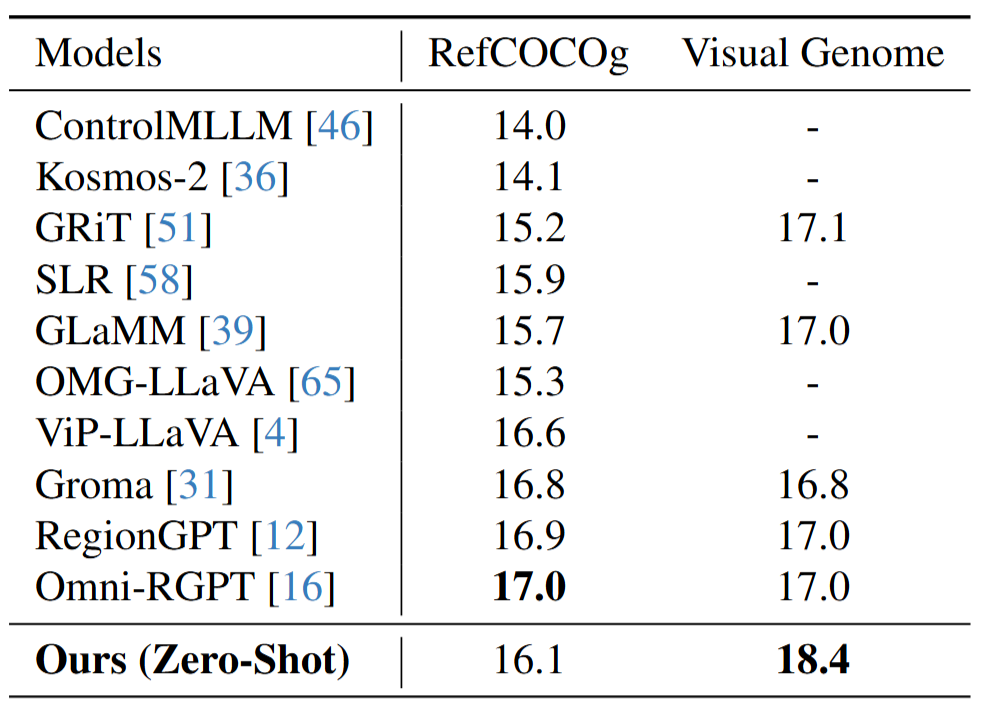 Models RefCOCOg Visual Genome
ControlMLLM [46] 14.0 -
Kosmos-2 [36] 14.1 -
GRiT [51] 15.2 17.1
SLR [58] 15.9 -
GLaMM [39] 15.7 17.0
OMG-LLaVA [65] 15.3 -
ViP-LLaVA [4] 16.6 -
Groma [31] 16.8 16.8
RegionGPT [12] 16.9 17.0
Omni-RGPT [16] 17.0 17.0
Ours (Zero-Shot) 16.1 18.4